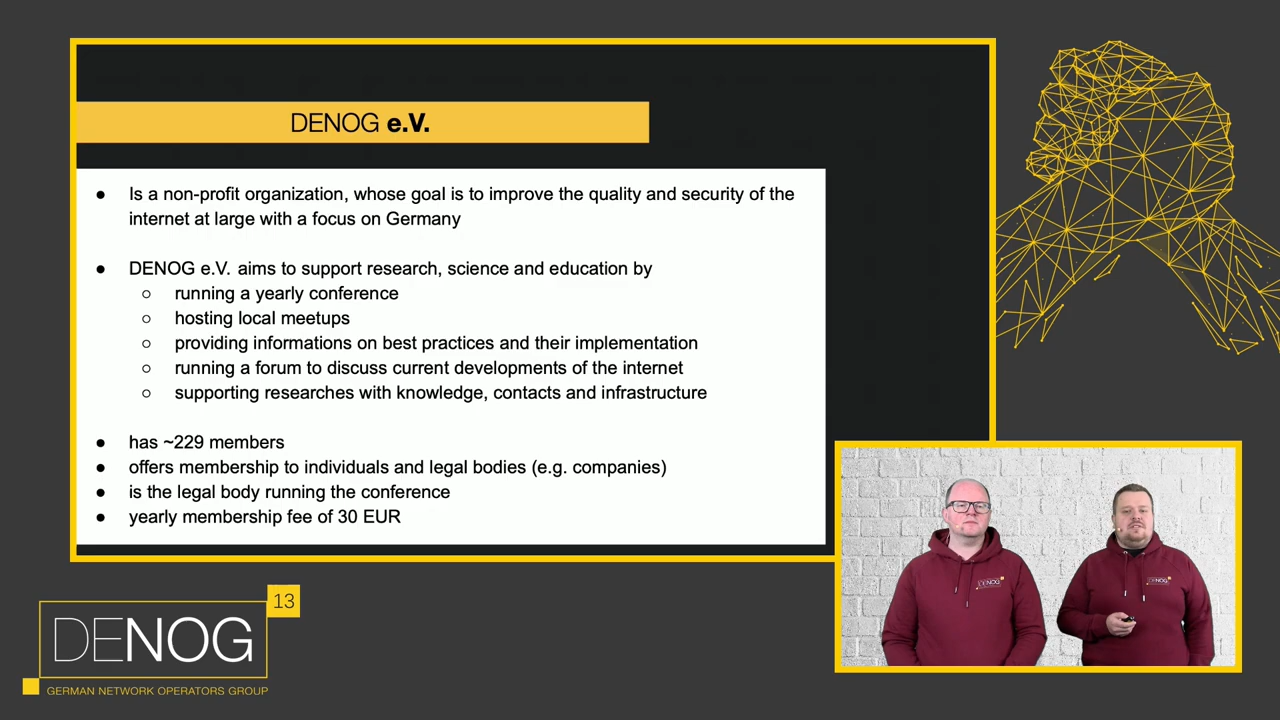 DENOG e.V.
● Is a non-profit organization, whose goal is to improve the quality and security of the
internet at large with a focus on Germany
● DENOG e.V. aims to support research, science and education by
○ running a yearly conference
○ hosting local meetups
○ providing informations on best practices and their implementation
○ running a forum to discuss current developments of the internet
○ supporting researches with knowledge, contacts and infrastructure
● has ~229 members
● offers membership to individuals and legal bodies (e.g. companies)
● is the legal body running the conference
● yearly membership fee of 30 EUR
DENOG
DENOG
13
DENOG
GERMAN NETWORK OPERATORS GROUP